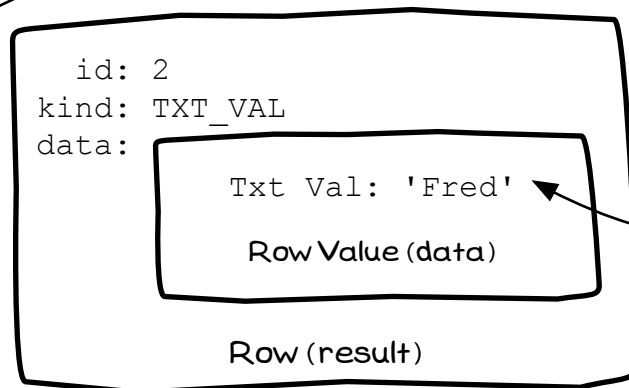 id: 2
kind: TXT_VAL
data:
Txt Val: 'Fred'
Row Value (data)
Row (result)